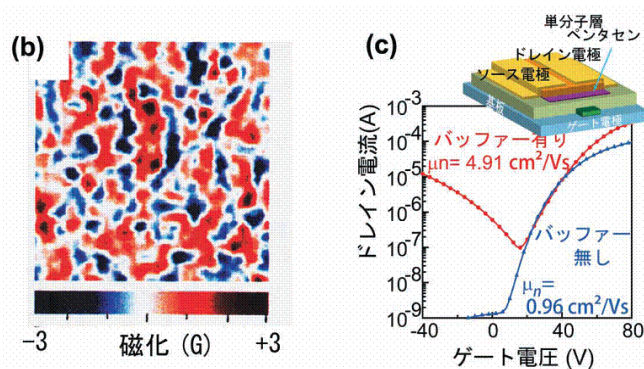 (b)
−3 磁化 (G) +3
(c)
単分子層
ペンタセン
ドレイン電極
ソース電極
基板
ゲート電極
ドレイン電流(A)
10⁻³
10⁻⁴
10⁻⁵
10⁻⁶
10⁻⁷
10⁻⁸
10⁻⁹
バッファー有り
μn= 4.91 cm²/Vs
バッファー
無し
μn=
0.96 cm²/Vs
-40 0 40 80
ゲート電圧 (V)